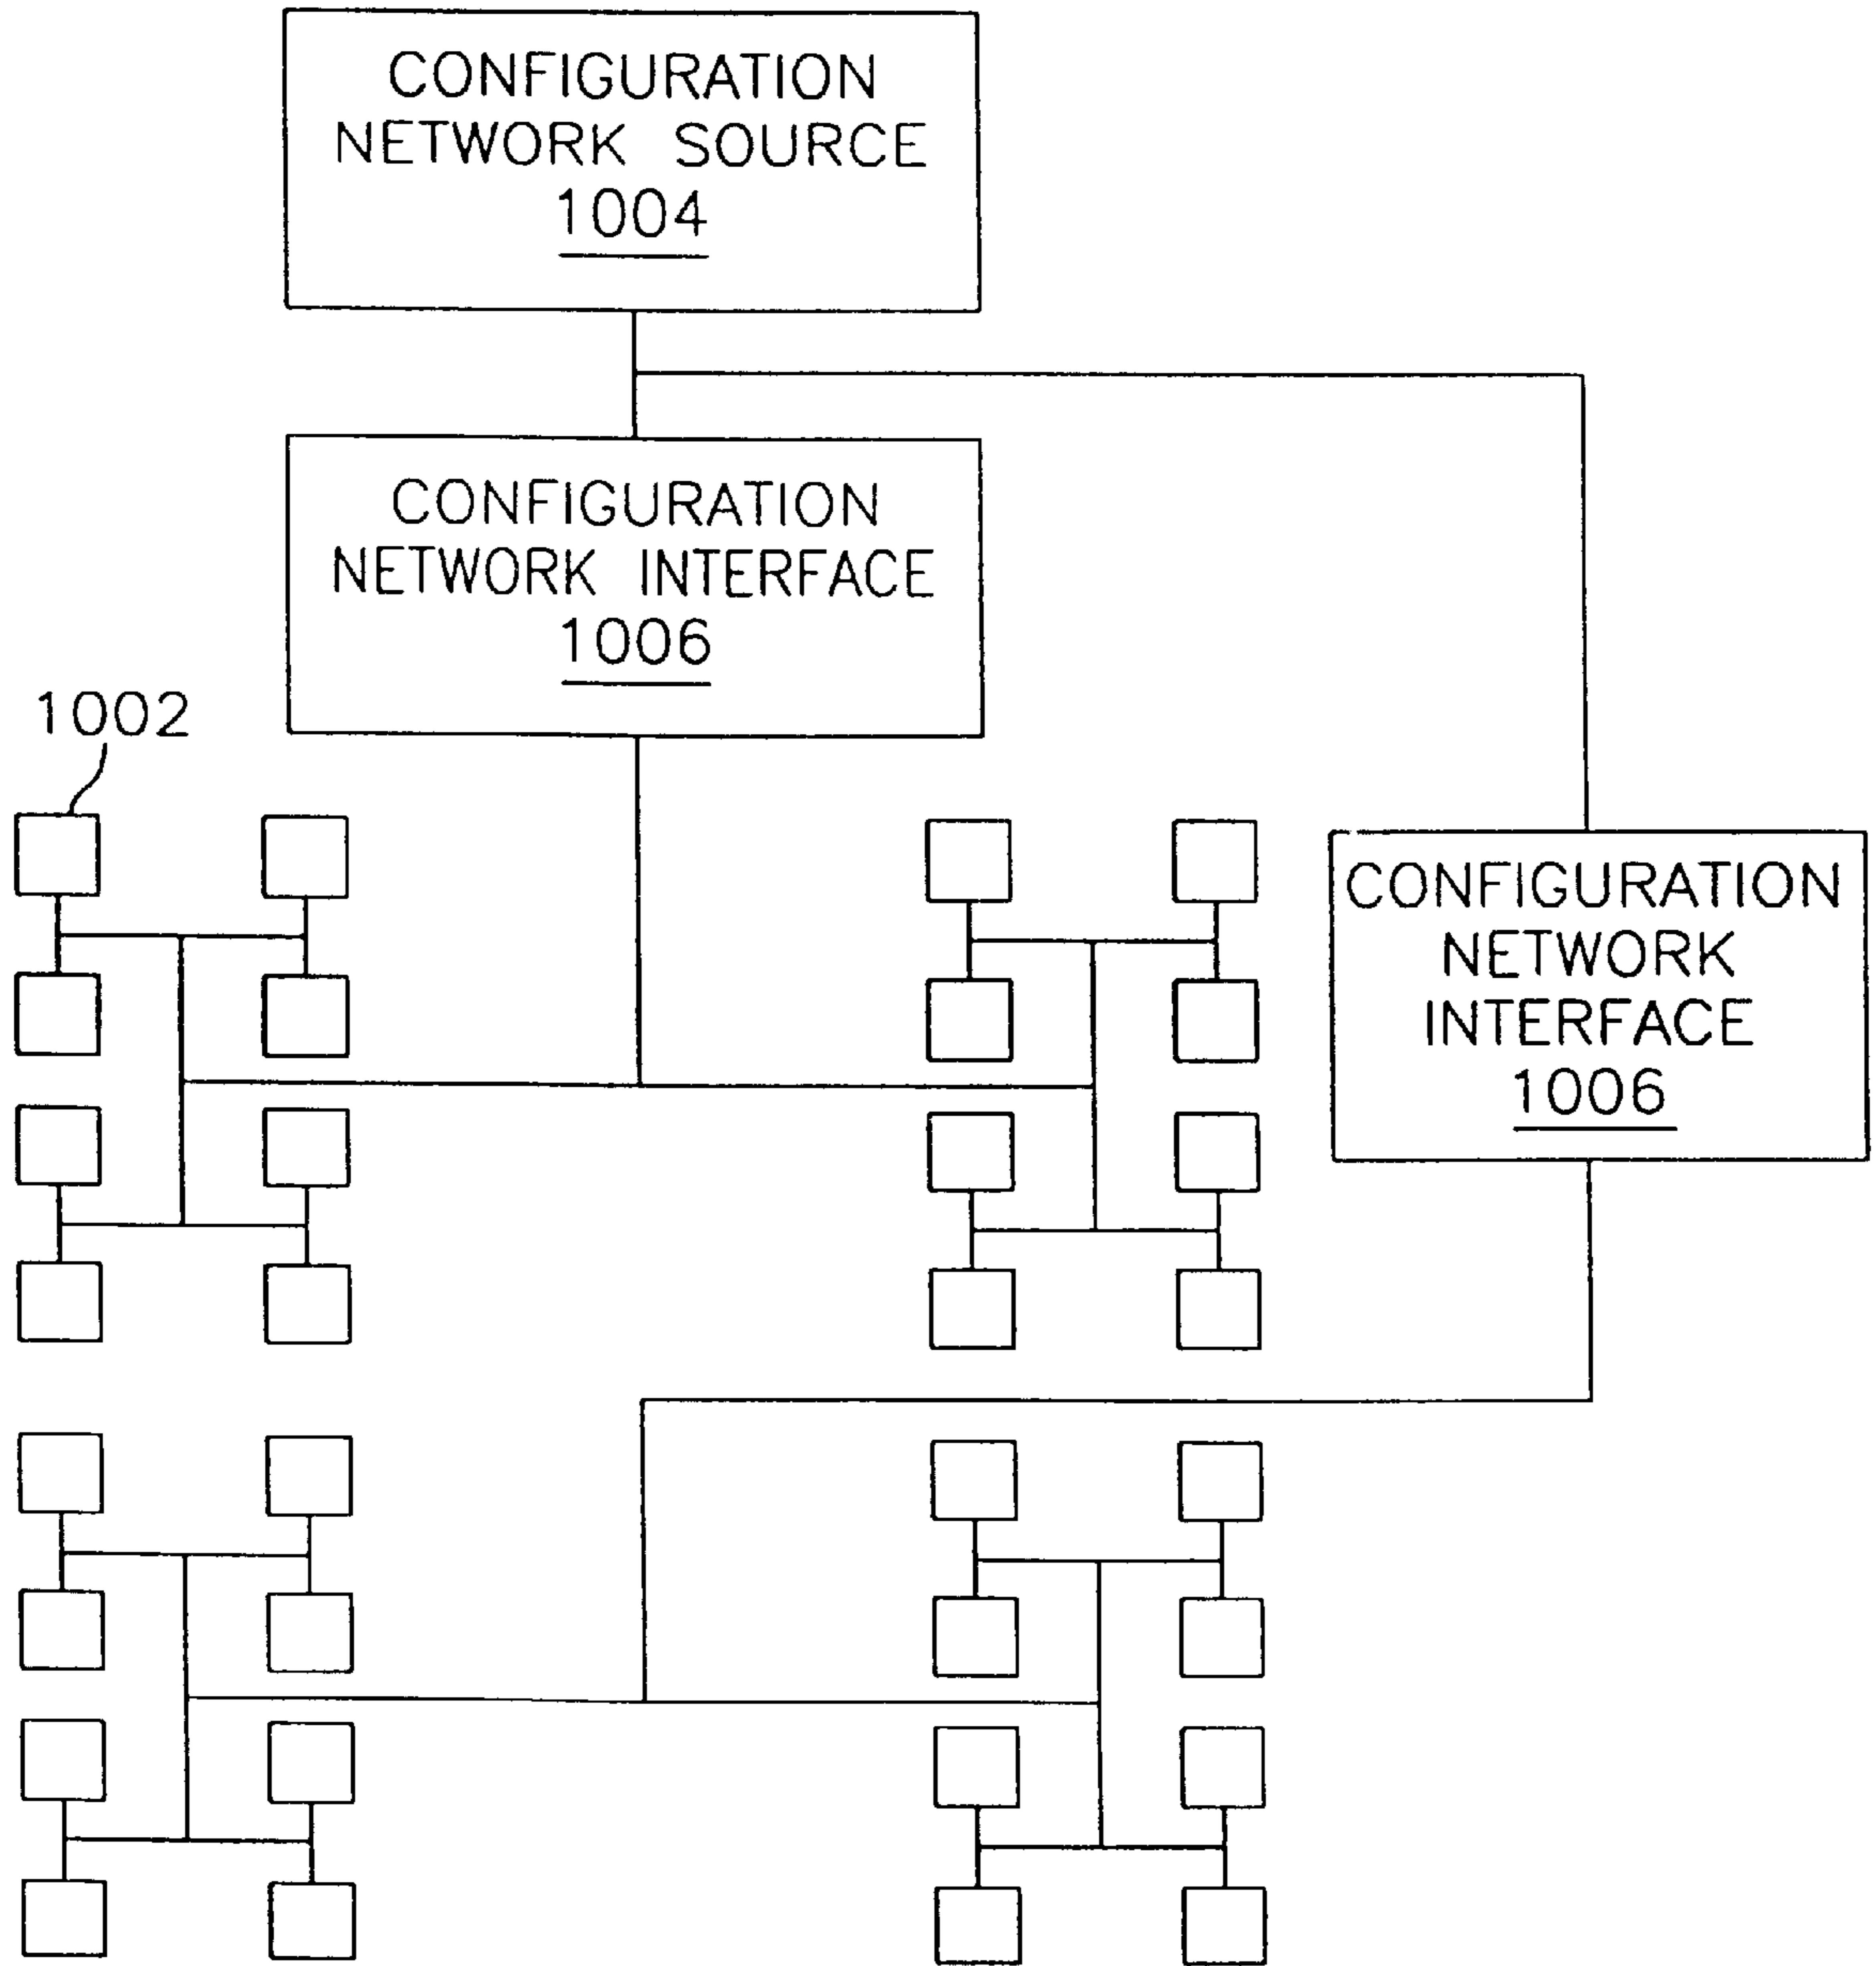 CONFIGURATION
NETWORK SOURCE
1004
CONFIGURATION
NETWORK INTERFACE
1006
1002
CONFIGURATION
NETWORK
INTERFACE
1006